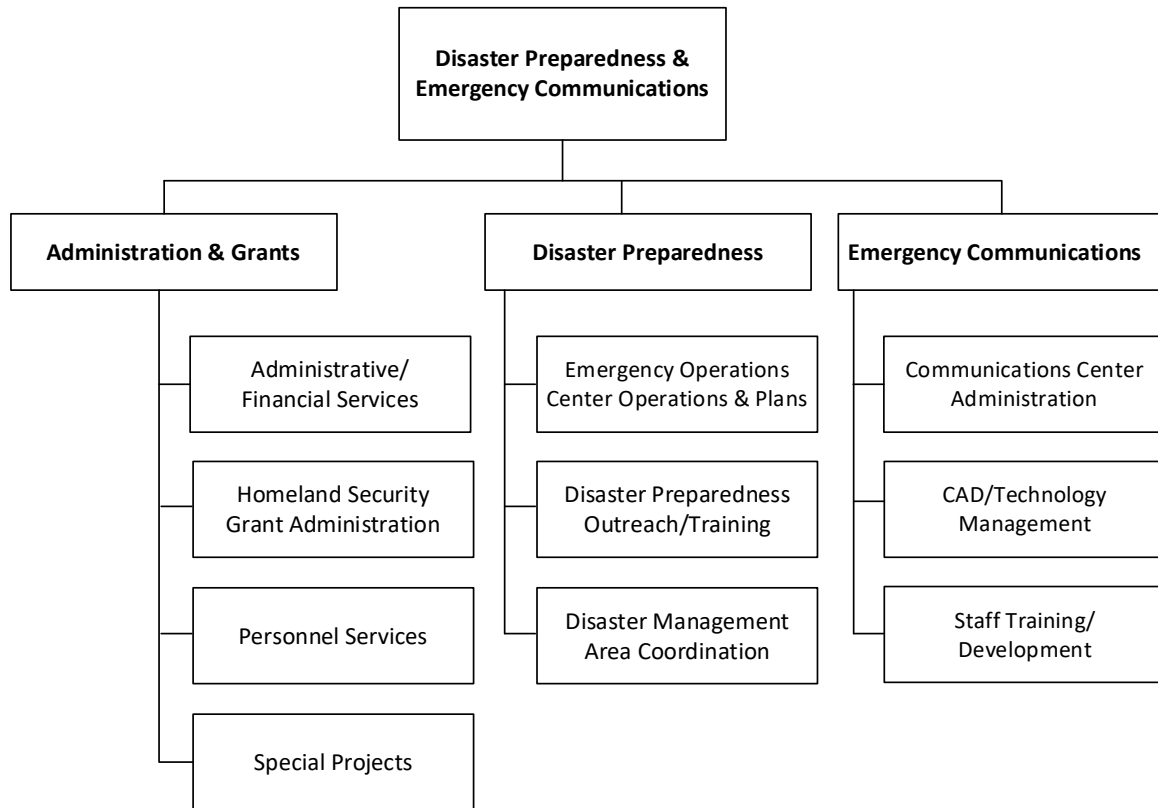 Disaster Preparedness &
Emergency Communications
Administration & Grants
Administrative/
Financial Services
Homeland Security
Grant Administration
Personnel Services
Special Projects
Disaster Preparedness
Emergency Operations
Center Operations & Plans
Disaster Preparedness
Outreach/Training
Disaster Management
Area Coordination
Emergency Communications
Communications Center
Administration
CAD/Technology
Management
Staff Training/
Development